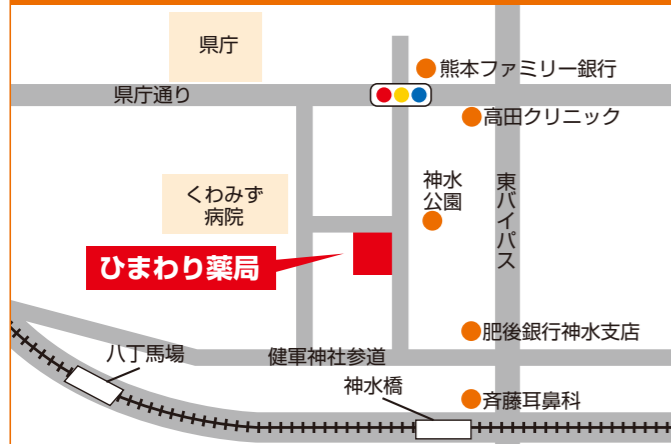 県庁
熊本ファミリー銀行
県庁通り
高田クリニック
くわみず
病院
神水
公園
東バイパス
ひまわり薬局
肥後銀行神水支店
八丁馬場
健軍神社参道
神水橋
斉藤耳鼻科